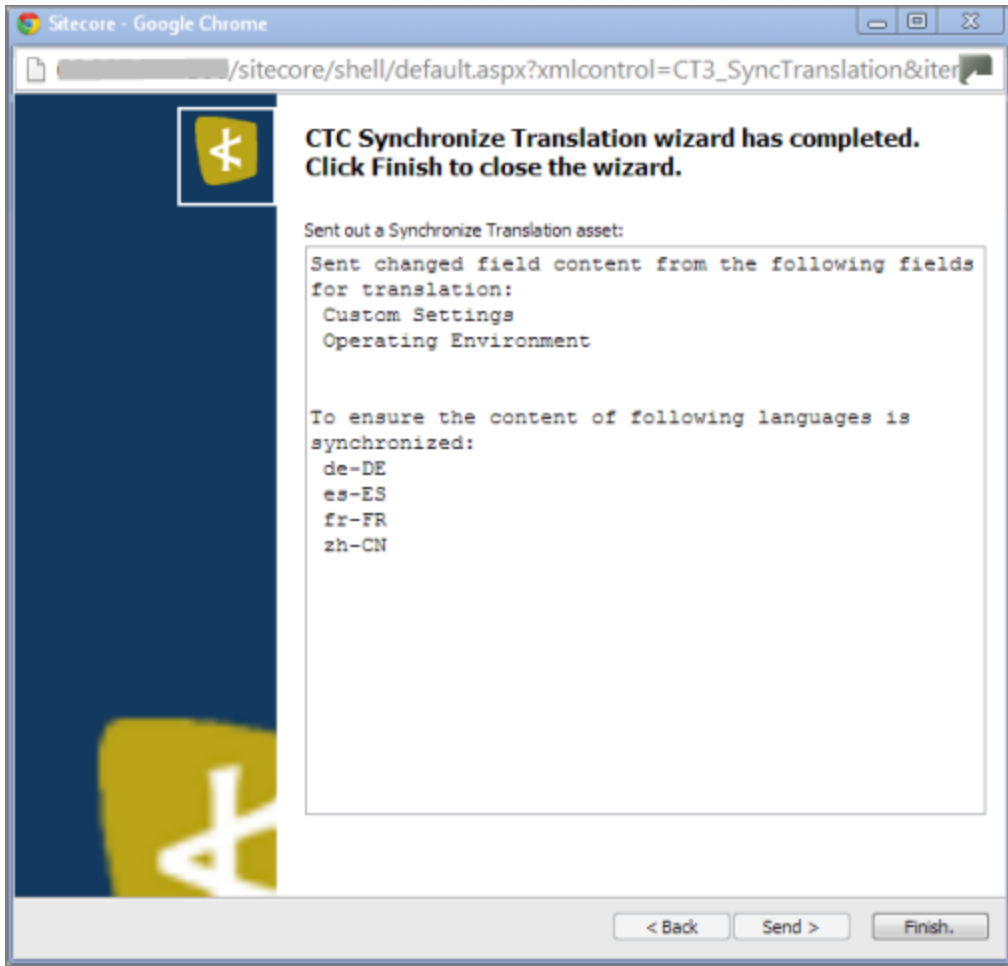 Sitecore - Google Chrome
/sitecore/shell/default.aspx?xmlcontrol=CT3_SyncTranslation&iter
CTC Synchronize Translation wizard has completed.
Click Finish to close the wizard.
Sent out a Synchronize Translation asset:
Sent changed field content from the following fields
for translation:
Custom Settings
Operating Environment
To ensure the content of following languages is
synchronized:
de-DE
es-ES
fr-FR
zh-CN
< Back
Send >
Finish.